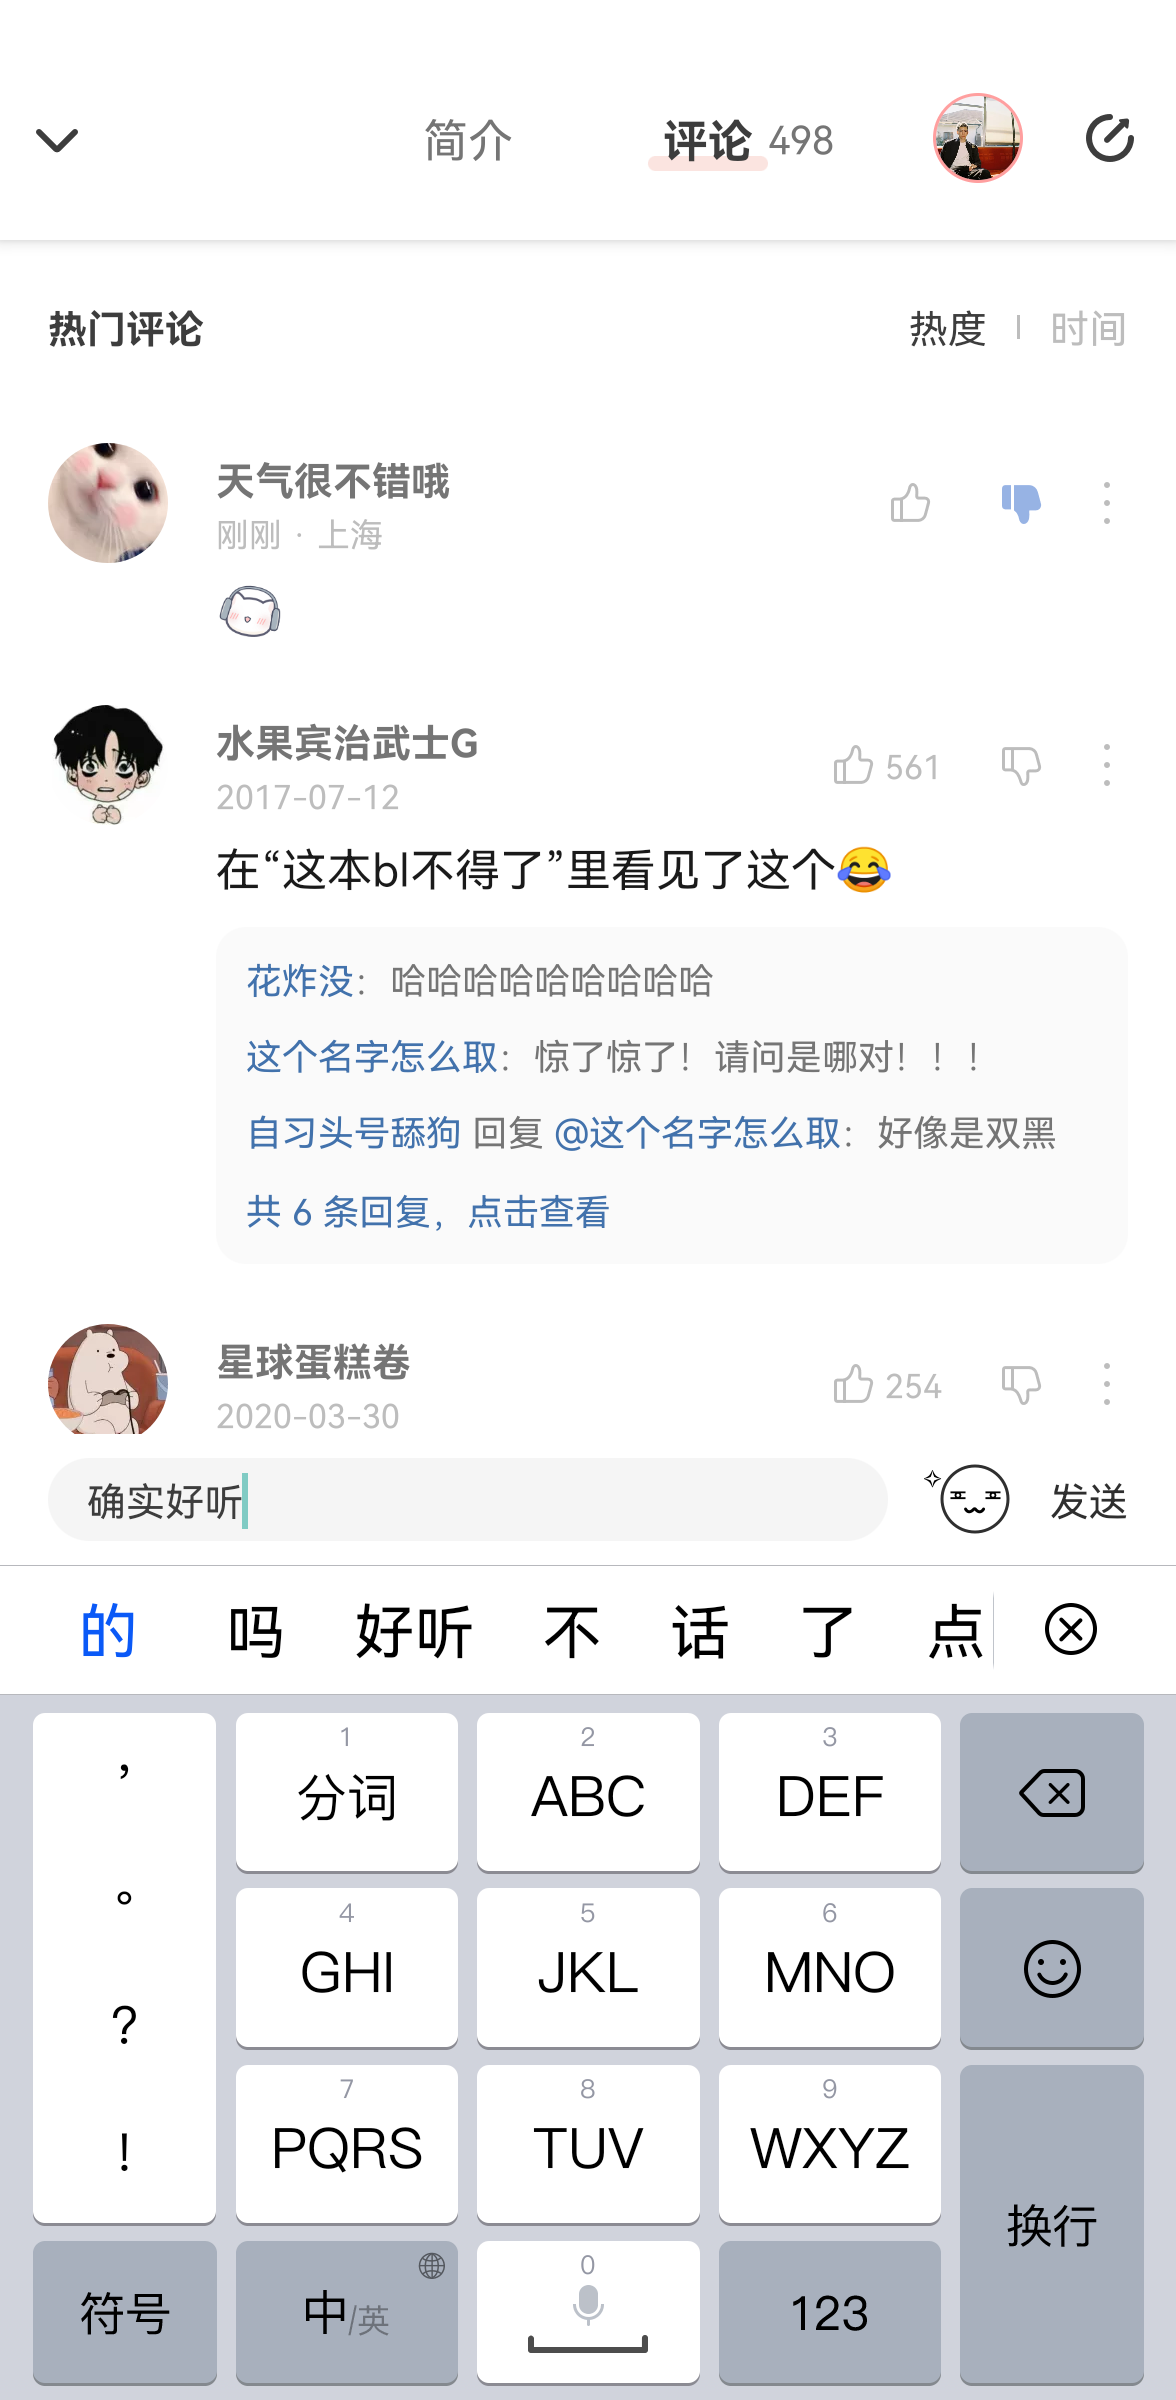 简介
评论 498
热门评论
热度 | 时间
天气很不错哦
刚刚 · 上海
水果宾治武士G
561
2017-07-12
在“这本bl不得了”里看见了这个😂
花炸没：哈哈哈哈哈哈哈哈哈
这个名字怎么取：惊了惊了！请问是哪对！！！
自习头号舔狗 回复 @这个名字怎么取：好像是双黑
共 6 条回复，点击查看
星球蛋糕卷
254
2020-03-30
确实好听
发送
的 吗 好听 不 话 了 点
，
。
?
!
1
分词
2
ABC
3
DEF
4
GHI
5
JKL
6
MNO
7
PQRS
8
TUV
9
WXYZ
换行
符号
中/英
0
123